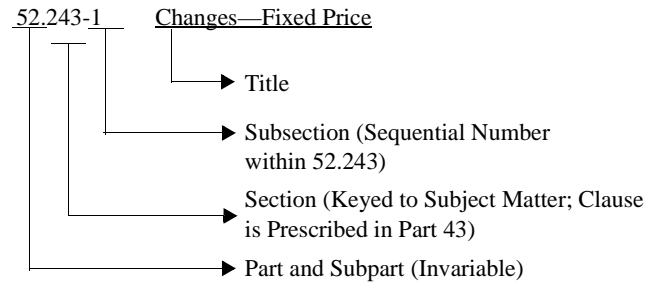 52.243-1 Changes—Fixed Price
Title
Subsection (Sequential Number
within 52.243)
Section (Keyed to Subject Matter; Clause
is Prescribed in Part 43)
Part and Subpart (Invariable)